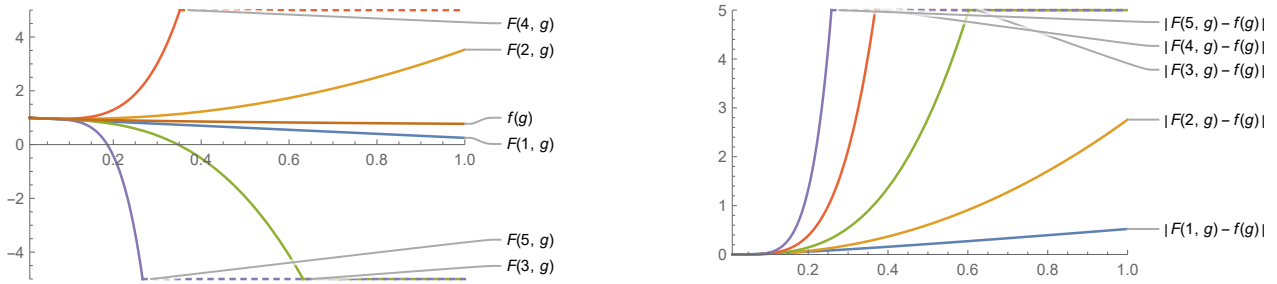 4
2
0
−2
−4
0.2
0.4
0.6
0.8
1.0
F(4, g)
F(2, g)
f(g)
F(1, g)
F(5, g)
F(3, g)
5
4
3
2
1
0
0.2
0.4
0.6
0.8
1.0
|F(5, g) − f(g)|
|F(4, g) − f(g)|
|F(3, g) − f(g)|
|F(2, g) − f(g)|
|F(1, g) − f(g)|